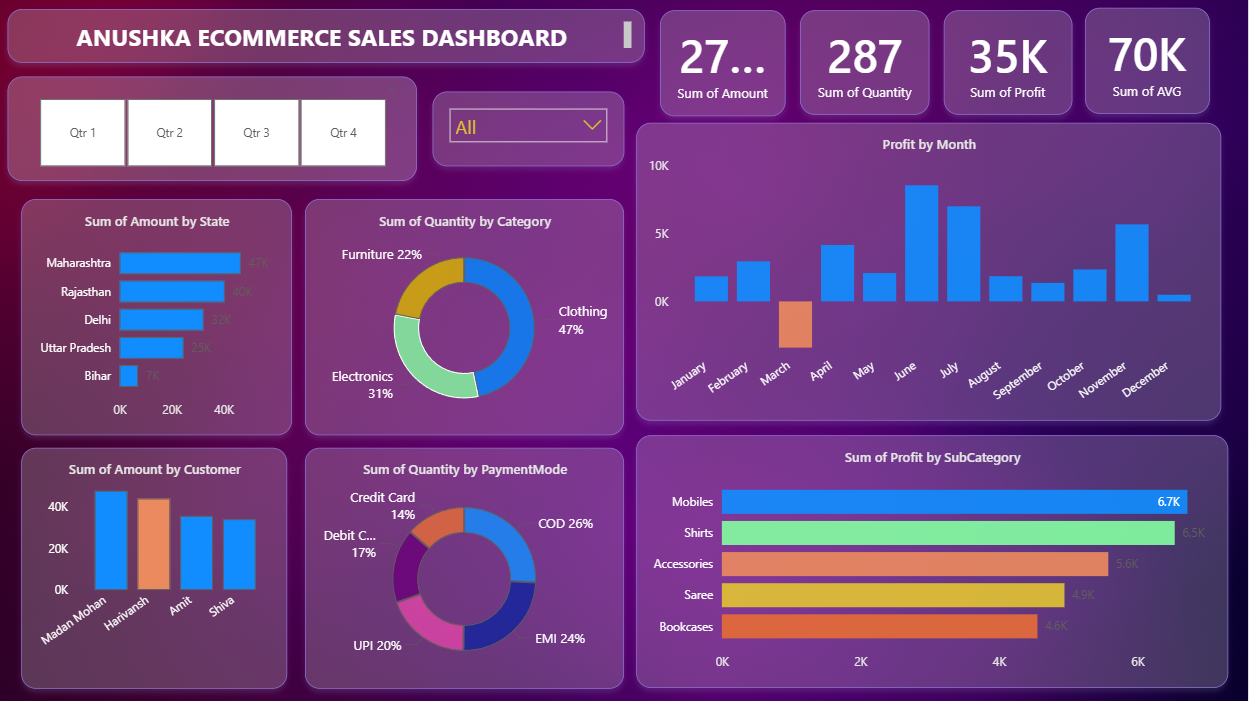 ANUSHKA ECOMMERCE SALES DASHBOARD
27...
Sum of Amount
287
Sum of Quantity
35K
Sum of Profit
70K
Sum of AVG
Qtr 1
Qtr 2
Qtr 3
Qtr 4
All
Profit by Month
10K
5K
0K
January
February
March
April
May
June
July
August
September
October
November
December
Sum of Amount by State
Maharashtra
47K
Rajasthan
40K
Delhi
32K
Uttar Pradesh
25K
Bihar
7K
0K
20K
40K
Sum of Quantity by Category
Furniture 22%
Clothing
47%
Electronics
31%
Sum of Amount by Customer
40K
20K
0K
Madan Mohan
Harivansh
Amit
Shiva
Sum of Quantity by PaymentMode
Credit Card
14%
COD 26%
Debit C...
17%
UPI 20%
EMI 24%
Sum of Profit by SubCategory
Mobiles
6.7K
Shirts
6.5K
Accessories
5.6K
Saree
4.9K
Bookcases
4.6K
0K
2K
4K
6K